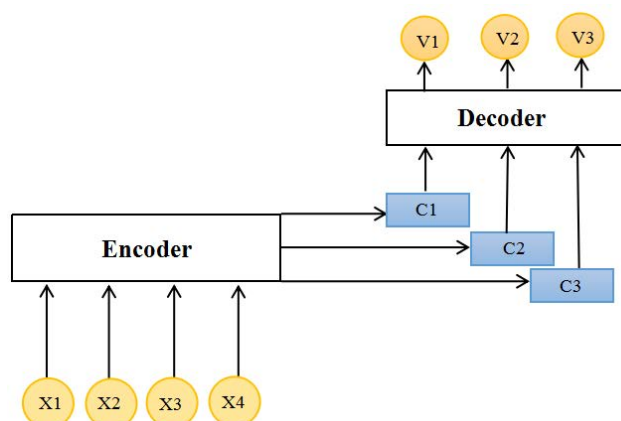 V1 V2 V3
Decoder
C1
Encoder
C2
C3
X1 X2 X3 X4